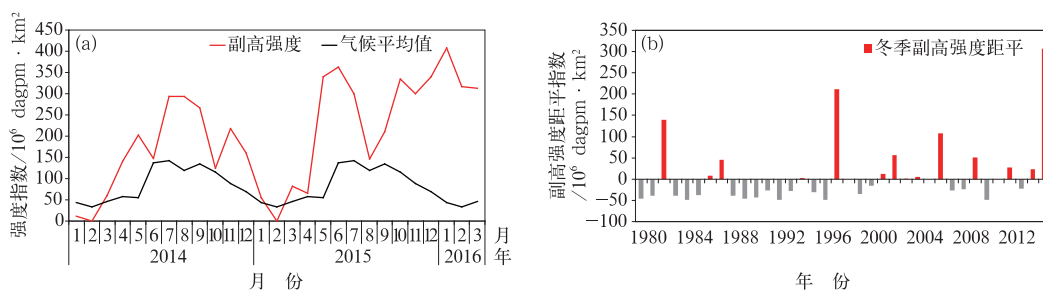 (a)
副高强度
气候平均值
强度指数/10⁶ dagpm · km²
450
400
350
300
250
200
150
100
50
0
1 2 3 4 5 6 7 8 9 10 11 12 1 2 3 4 5 6 7 8 9 10 11 12 1 2 3 月
2014 2015 2016 年
月 份
(b)
冬季副高强度距平
副高强度距平指数
/10⁶ dagpm · km²
350
300
250
200
150
100
50
0
−50
−100
1980 1984 1988 1992 1996 2000 2004 2008 2012
年 份